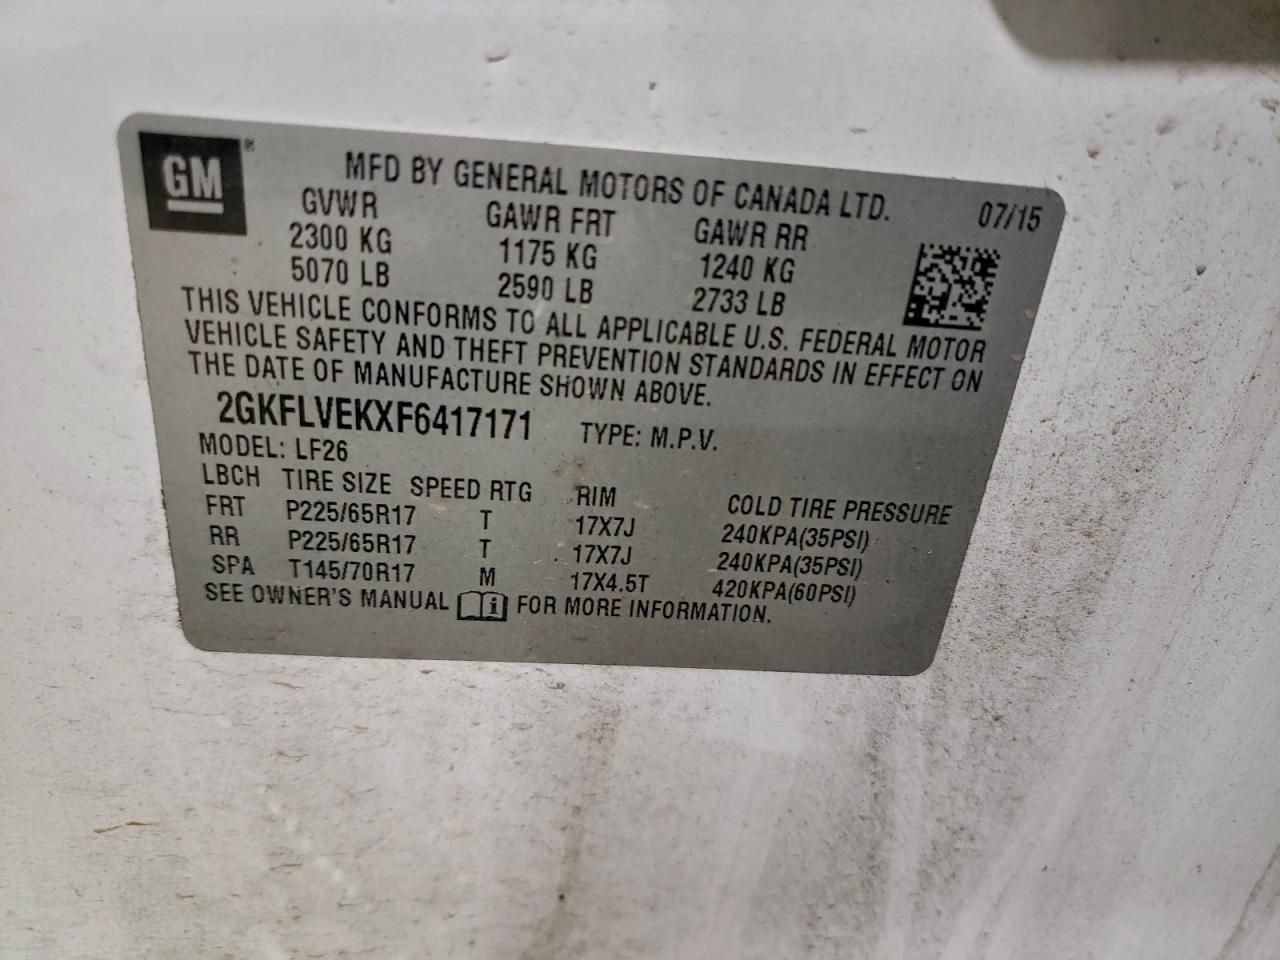 GM®
MFD BY GENERAL MOTORS OF CANADA LTD. 07/15
GVWR GAWR FRT GAWR RR
2300 KG 1175 KG 1240 KG
5070 LB 2590 LB 2733 LB
THIS VEHICLE CONFORMS TO ALL APPLICABLE U.S. FEDERAL MOTOR
VEHICLE SAFETY AND THEFT PREVENTION STANDARDS IN EFFECT ON
THE DATE OF MANUFACTURE SHOWN ABOVE.
2GKFLVEKXF6417171 TYPE: M.P.V.
MODEL: LF26
LBCH TIRE SIZE SPEED RTG RIM COLD TIRE PRESSURE
FRT P225/65R17 T 17X7J 240KPA(35PSI)
RR P225/65R17 T 17X7J 240KPA(35PSI)
SPA T145/70R17 M 17X4.5T 420KPA(60PSI)
SEE OWNER'S MANUAL i FOR MORE INFORMATION.